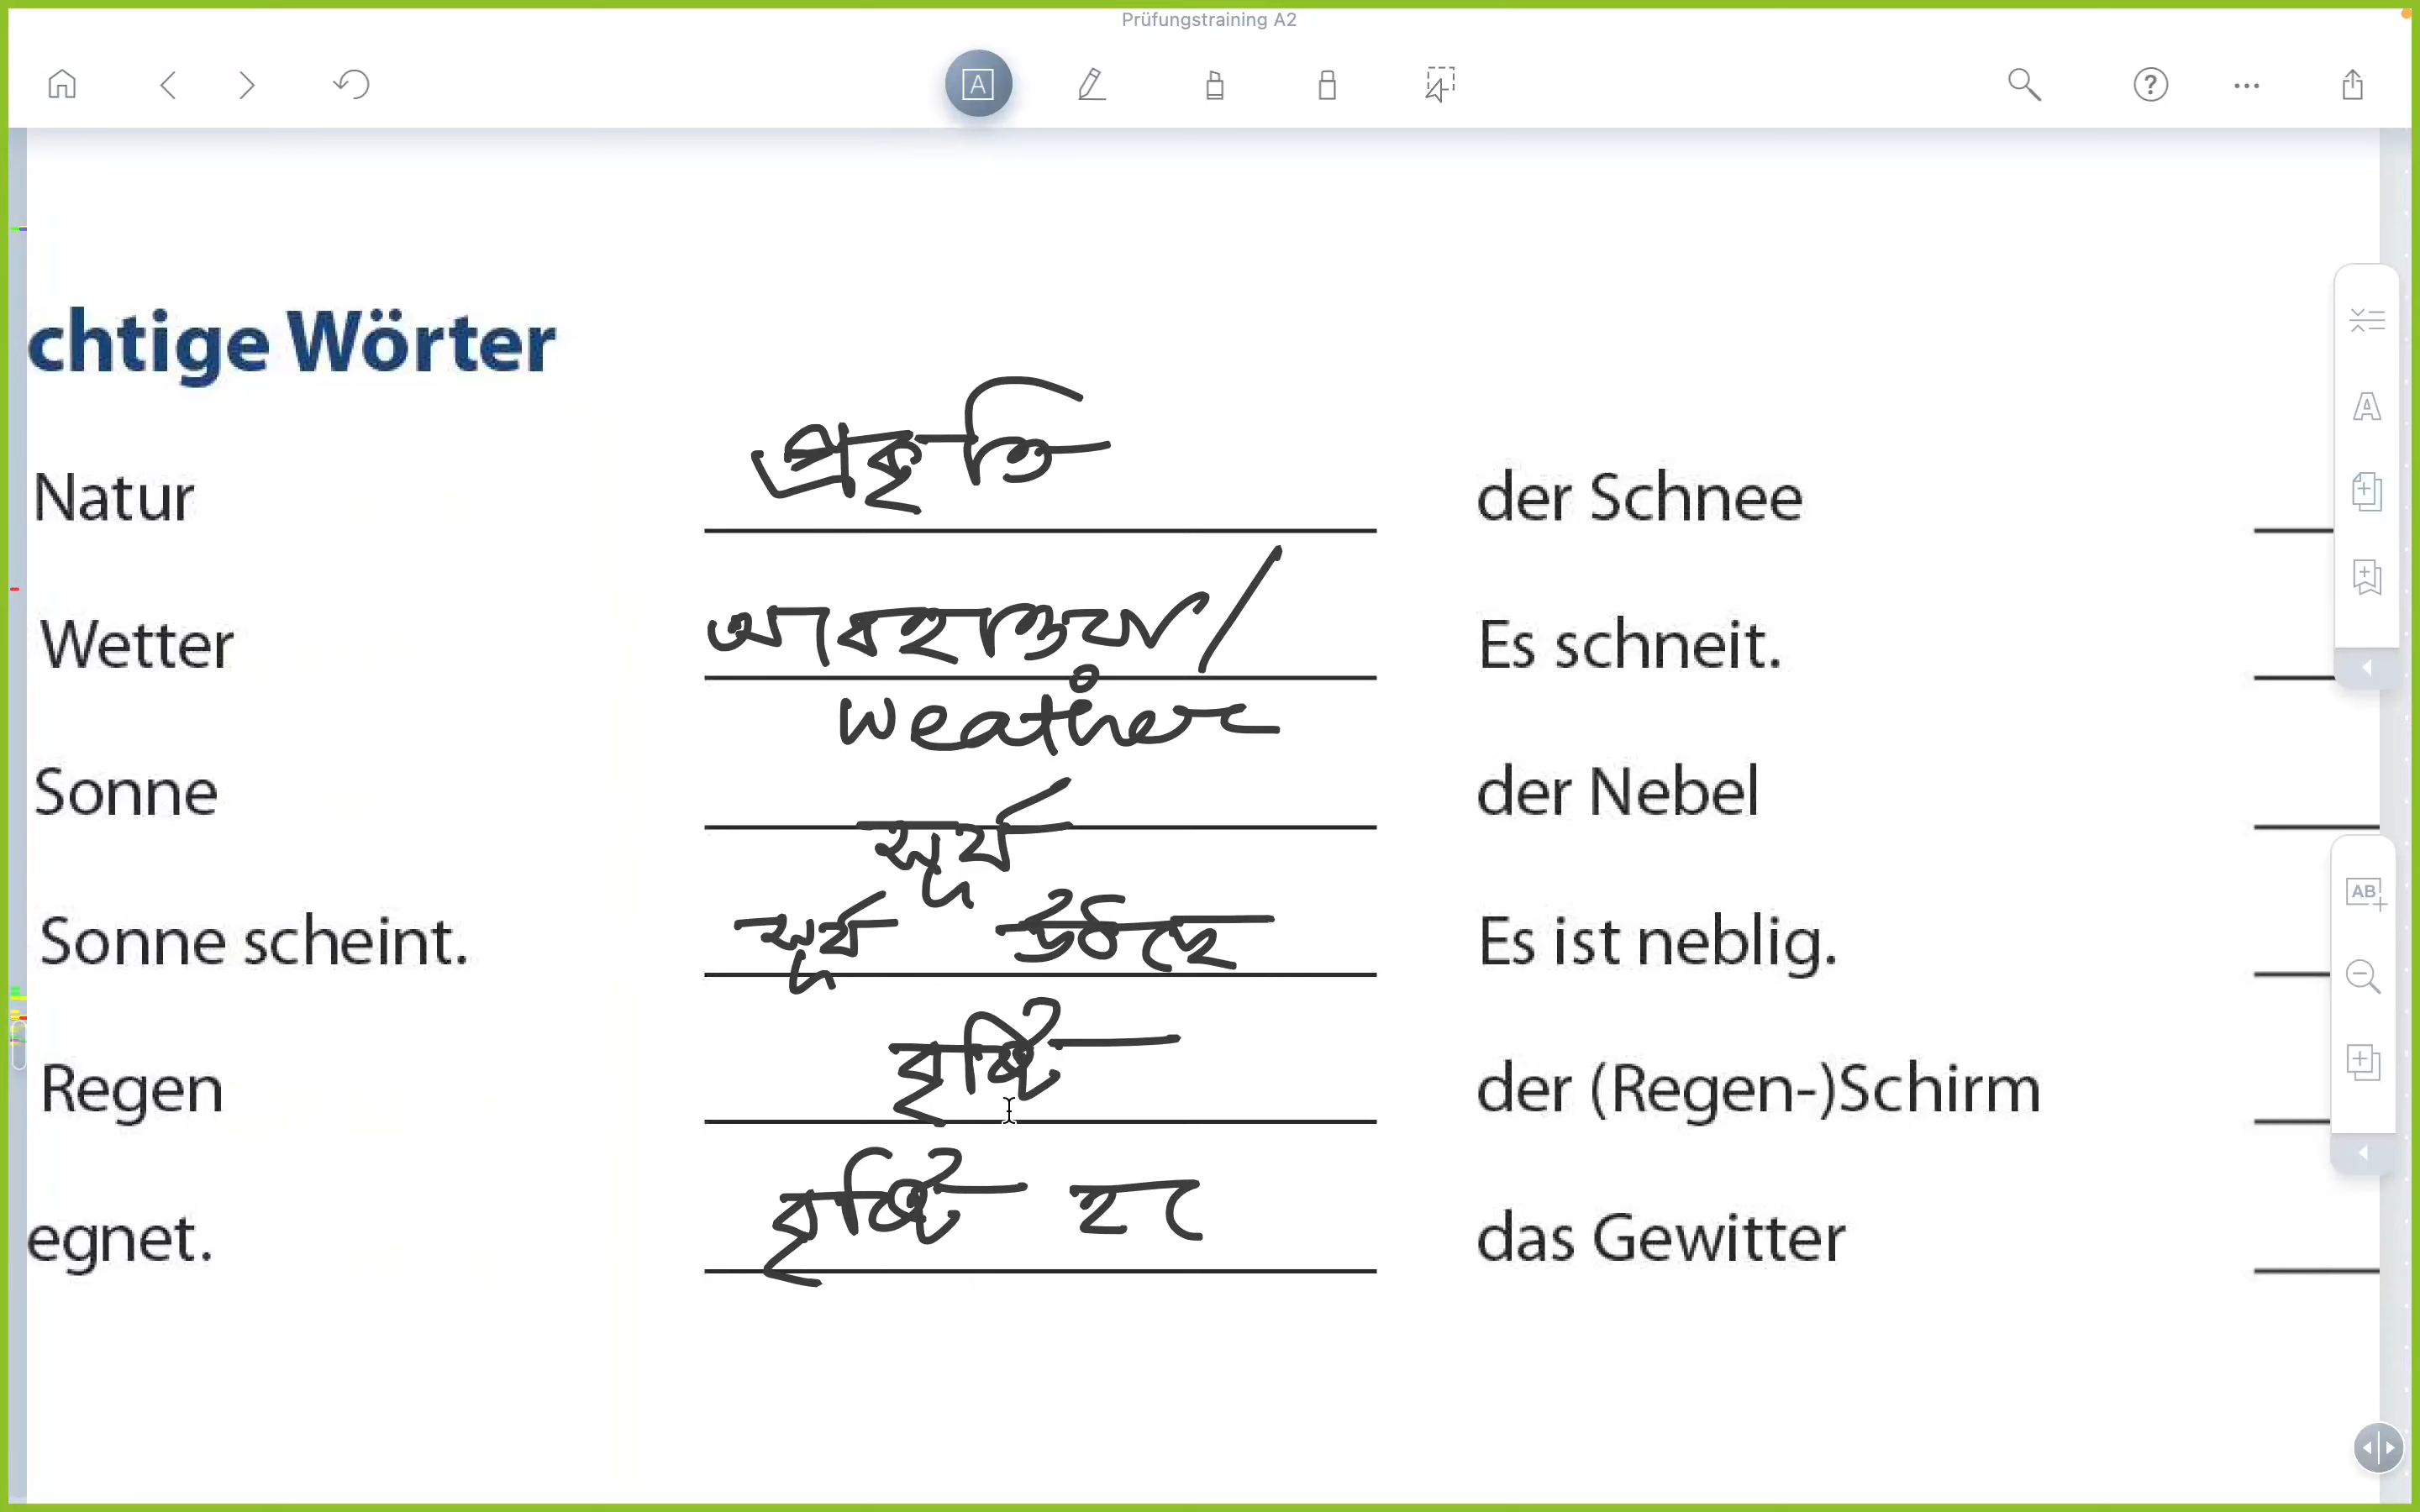 Prüfungstraining A2
chtige Wörter
Natur প্রকৃতি der Schnee
Wetter আবহাওয়া / Es schneit.
weather
Sonne সূর্য der Nebel
Sonne scheint. সূর্য উঠছে Es ist neblig.
Regen বৃষ্টি der (Regen-)Schirm
egnet. বৃষ্টি das Gewitter